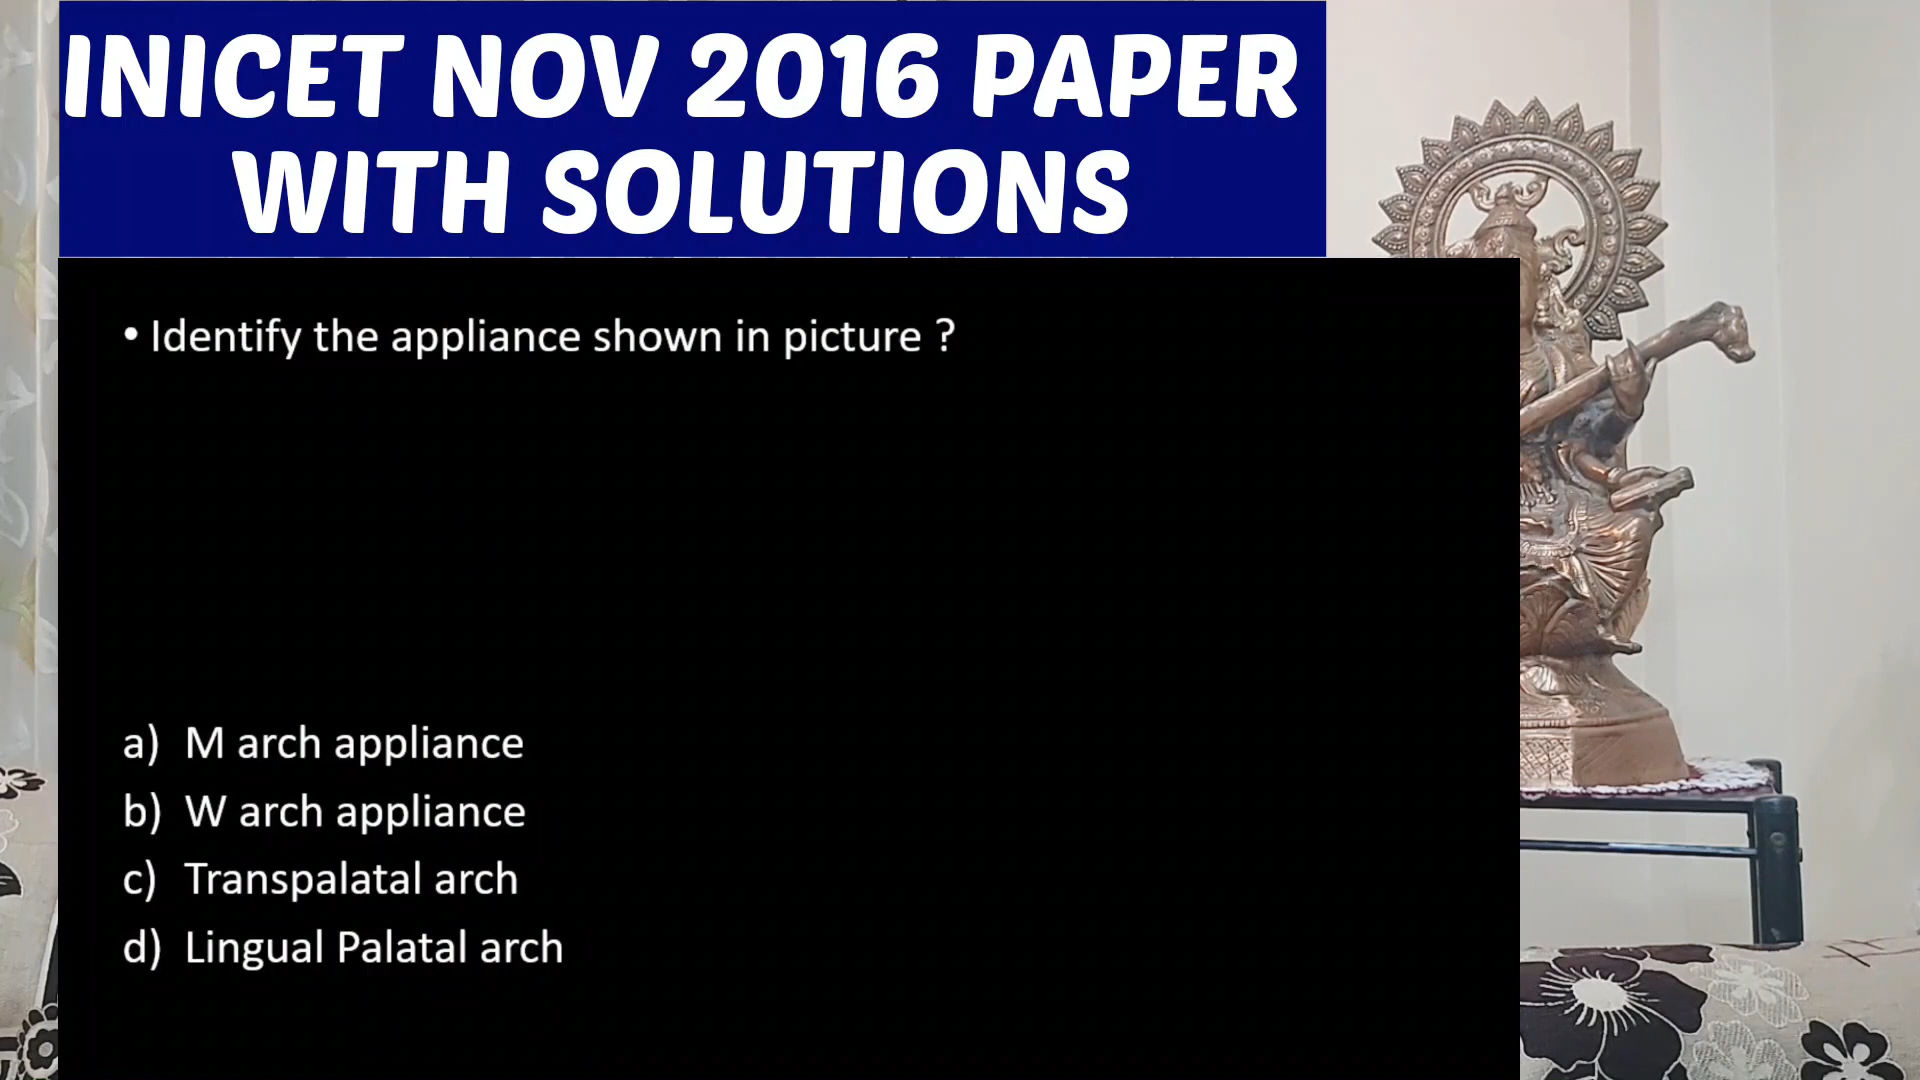 INICET NOV 2016 PAPER
WITH SOLUTIONS
• Identify the appliance shown in picture ?
a) M arch appliance
b) W arch appliance
c) Transpalatal arch
d) Lingual Palatal arch